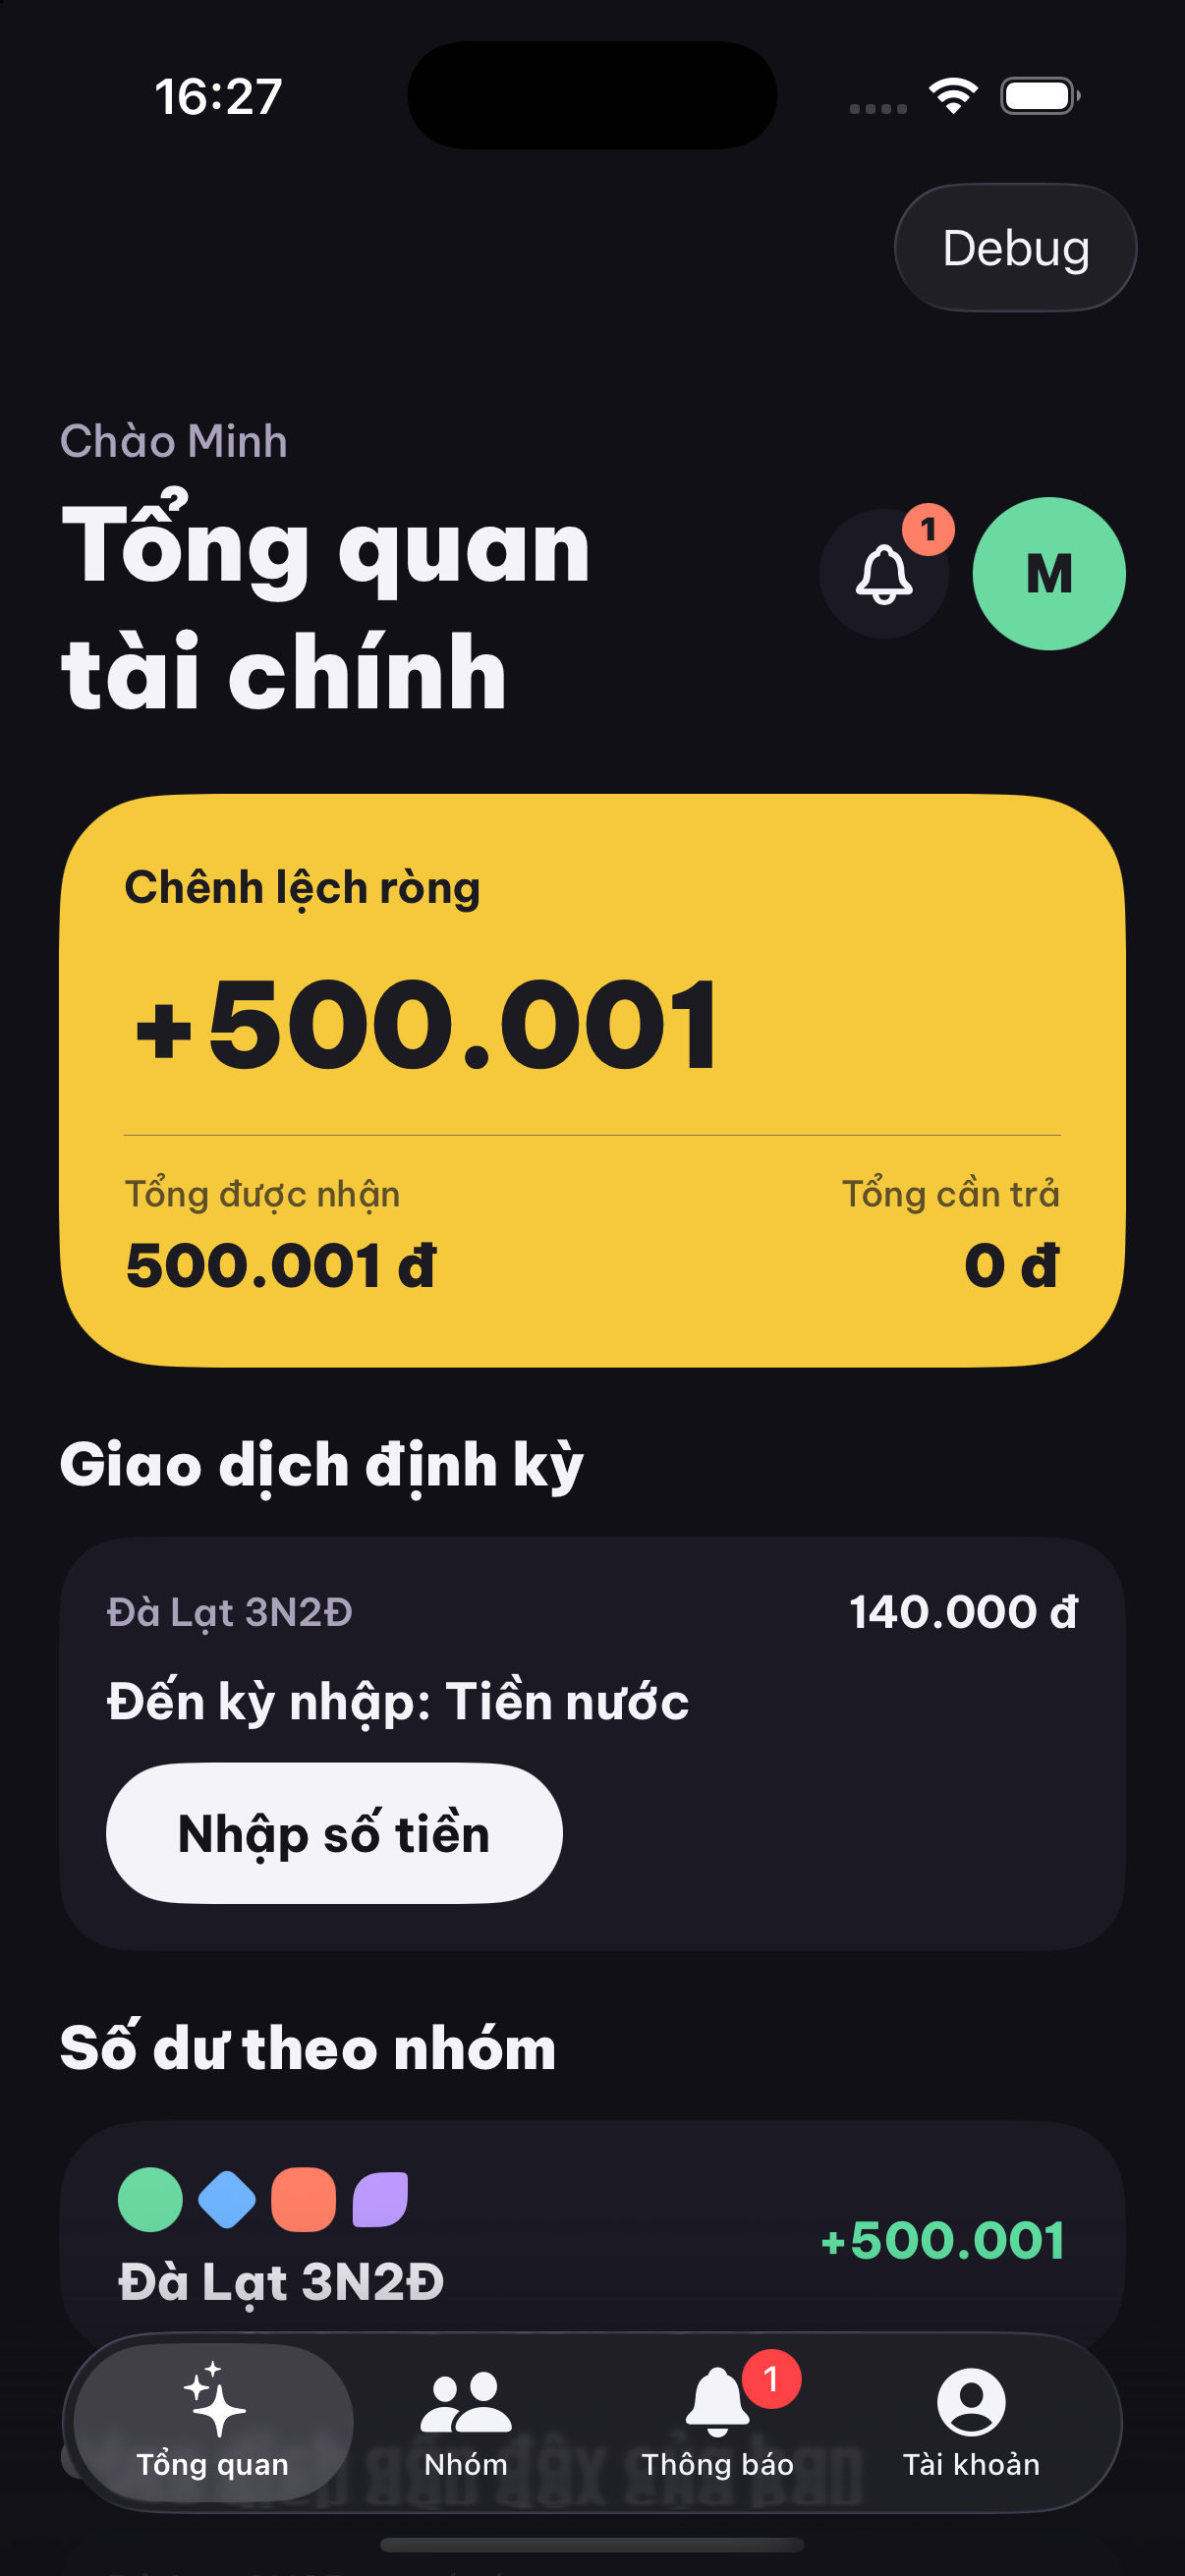 16:27
Debug
Chào Minh
Tổng quan
tài chính
1
M
Chênh lệch ròng
+500.001
Tổng được nhận
Tổng cần trả
500.001 đ
0 đ
Giao dịch định kỳ
Đà Lạt 3N2Đ
140.000 đ
Đến kỳ nhập: Tiền nước
Nhập số tiền
Số dư theo nhóm
+500.001
Đà Lạt 3N2Đ
1
Tổng quan
Nhóm
Thông báo
Tài khoản